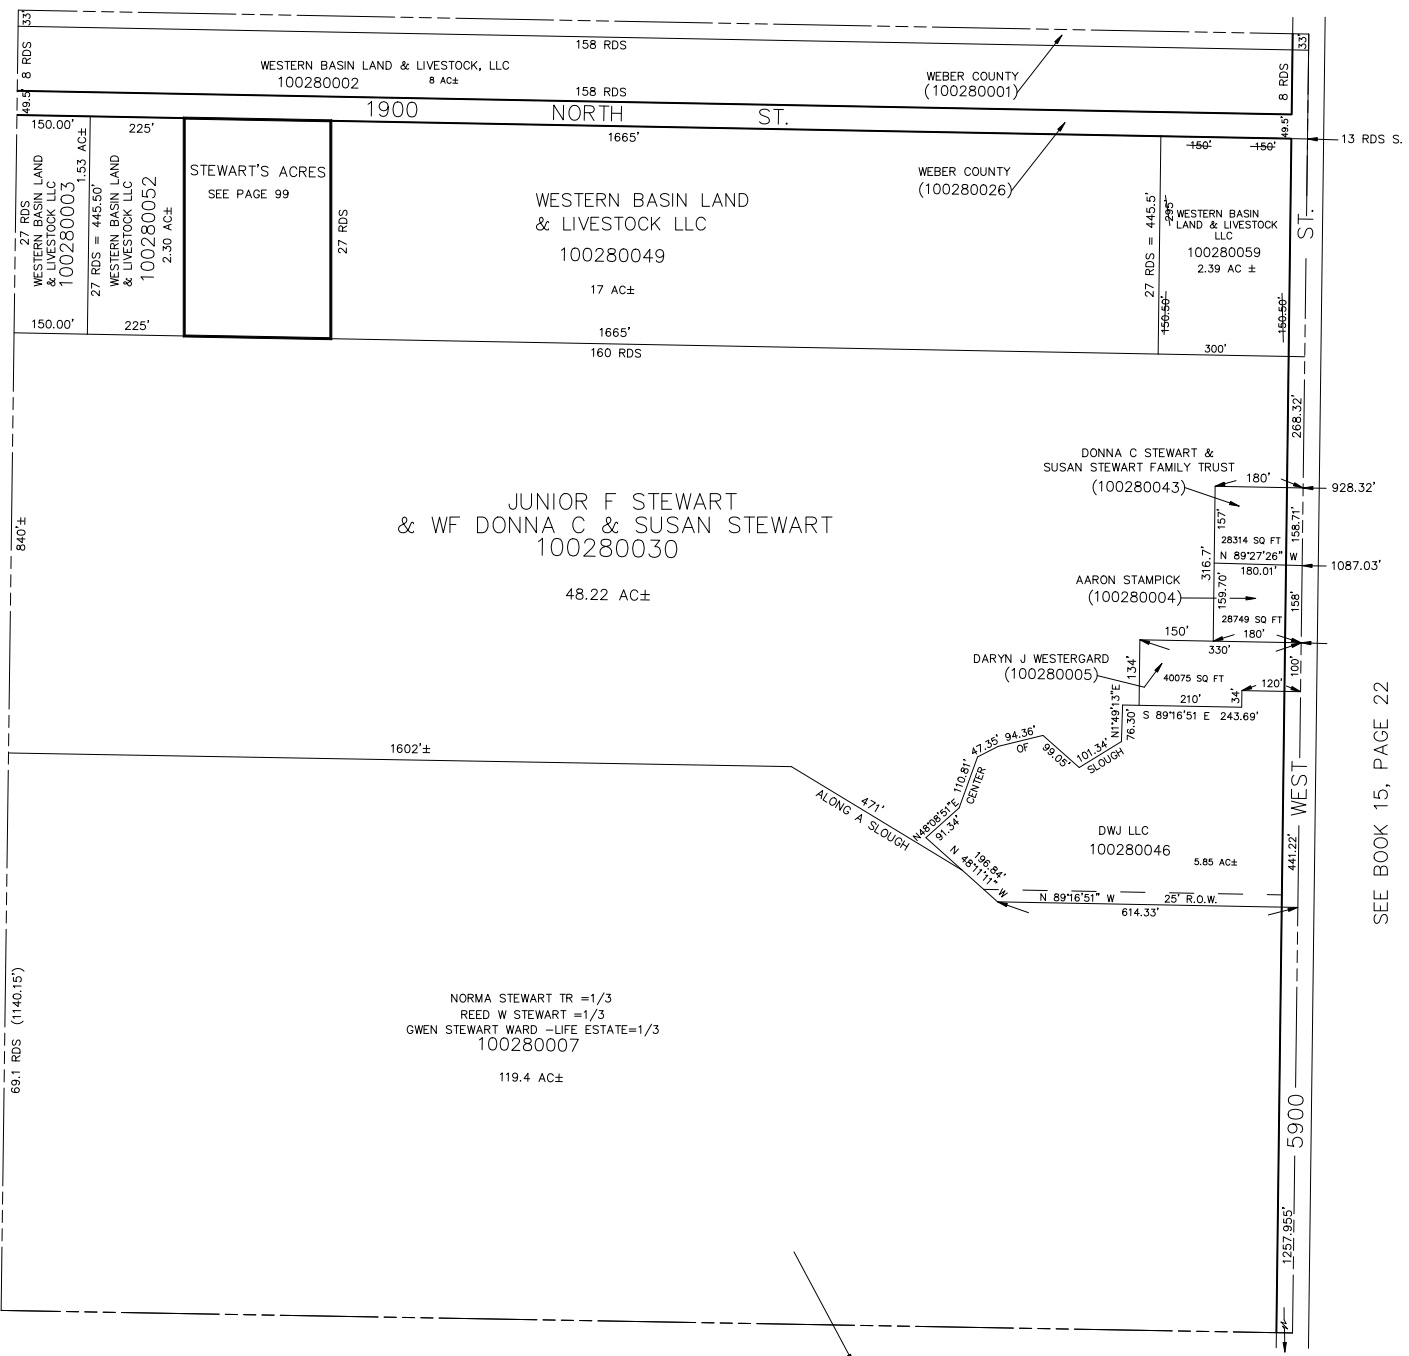 33'
158 RDS
33'
8 RDS
WESTERN BASIN LAND & LIVESTOCK, LLC
100280002 8 AC±
WEBER COUNTY
(100280001)
8 RDS
158 RDS
49.5'
1900 NORTH ST.
49.5'
150.00'
225'
1665'
-150'-
-150'-
13 RDS S.
27 RDS
WESTERN BASIN LAND
& LIVESTOCK LLC
100280003
1.53 AC±
27 RDS = 445.50'
WESTERN BASIN LAND
& LIVESTOCK LLC
100280052
2.30 AC±
STEWART'S ACRES
SEE PAGE 99
27 RDS
WESTERN BASIN LAND
& LIVESTOCK LLC
100280049
17 AC±
WEBER COUNTY
(100280026)
27 RDS = 445.5'
295'
WESTERN BASIN
LAND & LIVESTOCK
LLC
100280059
2.39 AC ±
150.50'
150.50'
ST.
150.00'
225'
1665'
160 RDS
300'
268.32'
840'±
JUNIOR F STEWART
& WF DONNA C & SUSAN STEWART
100280030
48.22 AC±
DONNA C STEWART &
SUSAN STEWART FAMILY TRUST
(100280043)
180'
928.32'
157'
158.71'
28314 SQ FT
N 89°27'26" W
180.01'
1087.03'
316.7'
AARON STAMPICK
(100280004)
159.70'
158'
28749 SQ FT
150'
180'
330'
DARYN J WESTERGARD
(100280005)
134'
40075 SQ FT
100'
120'
34'
210'
S 89°16'51 E 243.69'
N1°49'13"E
76.30'
101.34'
SLOUGH
99.05'
OF
94.36'
47.35'
110.81'
CENTER
N48°08'51"E
91.34'
1602'±
471'
ALONG A SLOUGH
196.84'
N 48°11'11" W
DWJ LLC
100280046
5.85 AC±
441.22'
WEST
N 89°16'51" W 25' R.O.W.
614.33'
SEE BOOK 15, PAGE 22
69.1 RDS (1140.15')
NORMA STEWART TR =1/3
REED W STEWART =1/3
GWEN STEWART WARD -LIFE ESTATE=1/3
100280007
119.4 AC±
5900
1257.955'